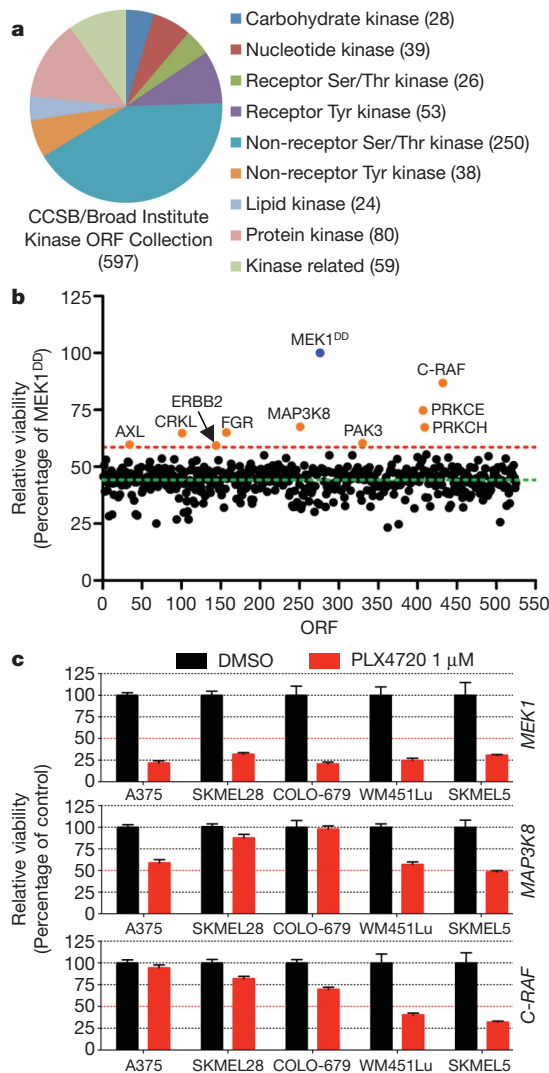 a
Carbohydrate kinase (28)
Nucleotide kinase (39)
Receptor Ser/Thr kinase (26)
Receptor Tyr kinase (53)
Non-receptor Ser/Thr kinase (250)
Non-receptor Tyr kinase (38)
Lipid kinase (24)
Protein kinase (80)
Kinase related (59)
CCSB/Broad Institute
Kinase ORF Collection
(597)
b
Relative viability
(Percentage of MEK1DD)
125
100
75
50
25
0
MEK1DD
C-RAF
ERBB2
MAP3K8
PRKCE
AXL
CRKL
FGR
PAK3
PRKCH
0 50 100 150 200 250 300 350 400 450 500 550
ORF
c
DMSO
PLX4720 1 μM
Relative viability
(Percentage of control)
125
100
75
50
25
0
MEK1
A375 SKMEL28 COLO-679 WM451Lu SKMEL5
125
100
75
50
25
0
MAP3K8
A375 SKMEL28 COLO-679 WM451Lu SKMEL5
125
100
75
50
25
0
C-RAF
A375 SKMEL28 COLO-679 WM451Lu SKMEL5